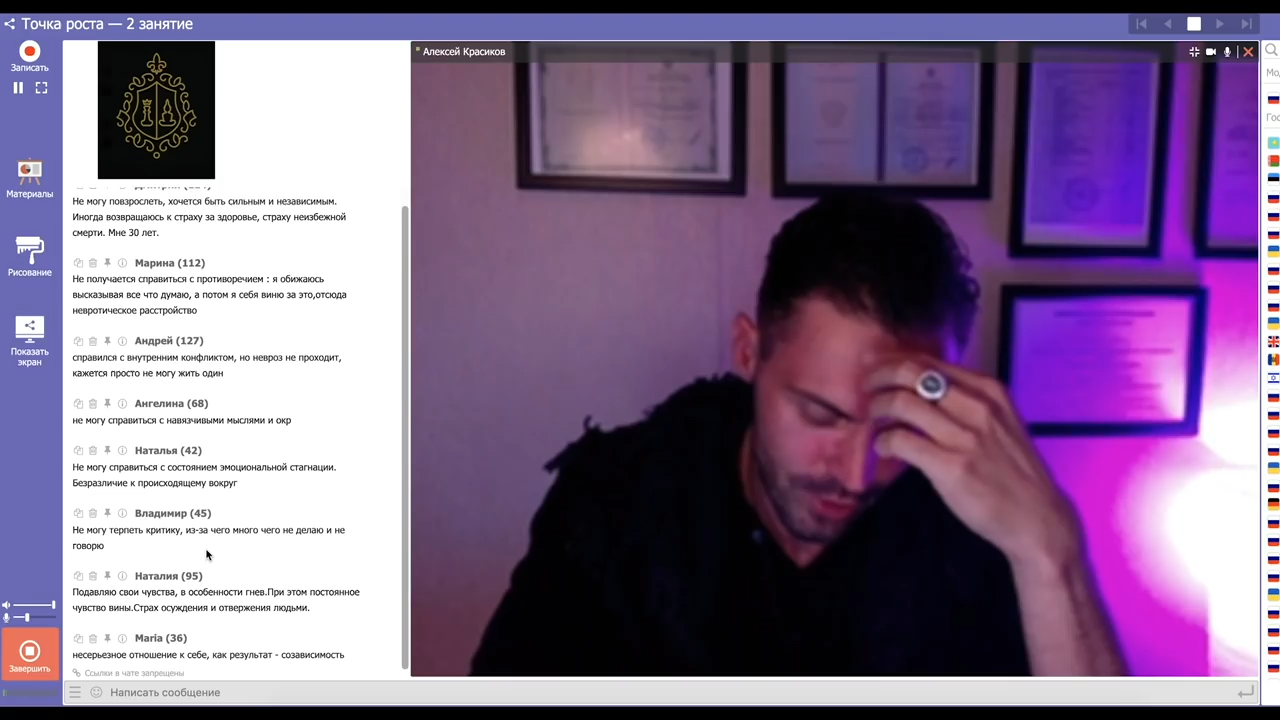 Точка роста — 2 занятие
Записать
Материалы
Рисование
Показать
экран
Завершить
Не могу повзрослеть, хочется быть сильным и независимым.
Иногда возвращаюсь к страху за здоровье, страху неизбежной
смерти. Мне 30 лет.
Марина (112)
Не получается справиться с противоречием : я обижаюсь
высказывая все что думаю, а потом я себя виню за это,отсюда
невротическое расстройство
Андрей (127)
справился с внутренним конфликтом, но невроз не проходит,
кажется просто не могу жить один
Ангелина (68)
не могу справиться с навязчивыми мыслями и окр
Наталья (42)
Не могу справиться с состоянием эмоциональной стагнации.
Безразличие к происходящему вокруг
Владимир (45)
Не могу терпеть критику, из-за чего много чего не делаю и не
говорю
Наталия (95)
Подавляю свои чувства, в особенности гнев.При этом постоянное
чувство вины.Страх осуждения и отвержения людьми.
Maria (36)
несерьезное отношение к себе, как результат - созависимость
Ссылки в чате запрещены
Написать сообщение
Алексей Красиков
Мо
Гос